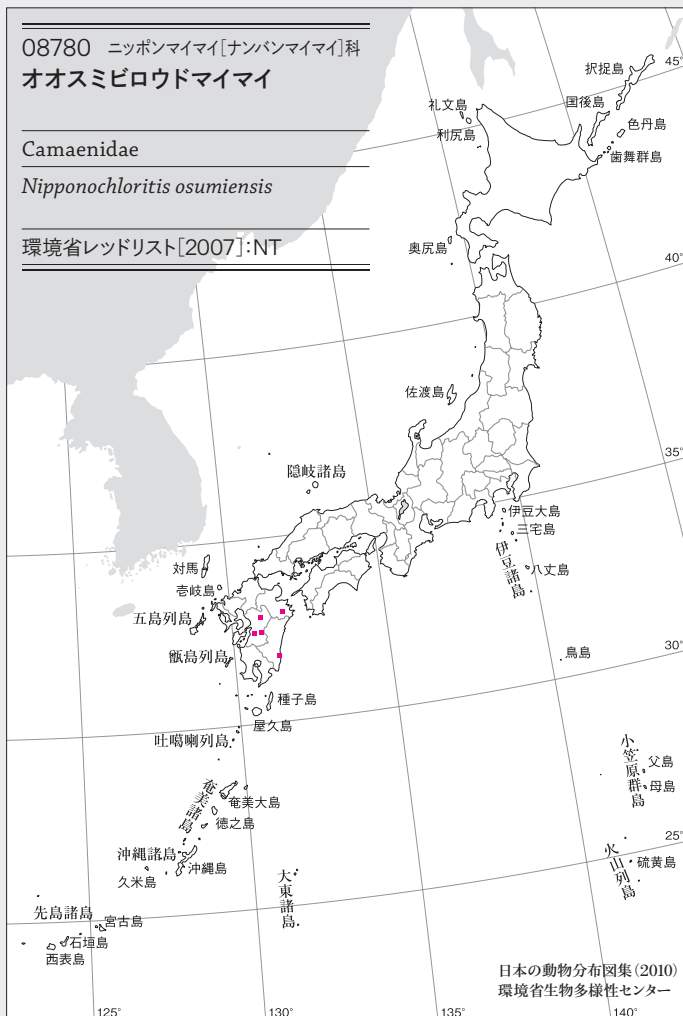 08780 ニッポンマイマイ[ナンバンマイマイ]科
オオスミビロウドマイマイ
Camaenidae
Nipponochloritis osumiensis
環境省レッドリスト[2007]:NT
45°
択捉島
国後島
礼文島
色丹島
利尻島
歯舞群島
奥尻島
40°
佐渡島
35°
隠岐諸島
伊豆大島
三宅島
伊豆諸島
八丈島
対馬
壱岐島
五島列島
甑島列島
鳥島
30°
種子島
屋久島
吐噶喇列島
小笠原群島
父島
母島
奄美諸島
奄美大島
徳之島
25°
沖縄諸島
沖縄島
久米島
火山列島
硫黄島
大東諸島
先島諸島
宮古島
石垣島
西表島
日本の動物分布図集(2010)
環境省生物多様性センター
125°
130°
135°
140°